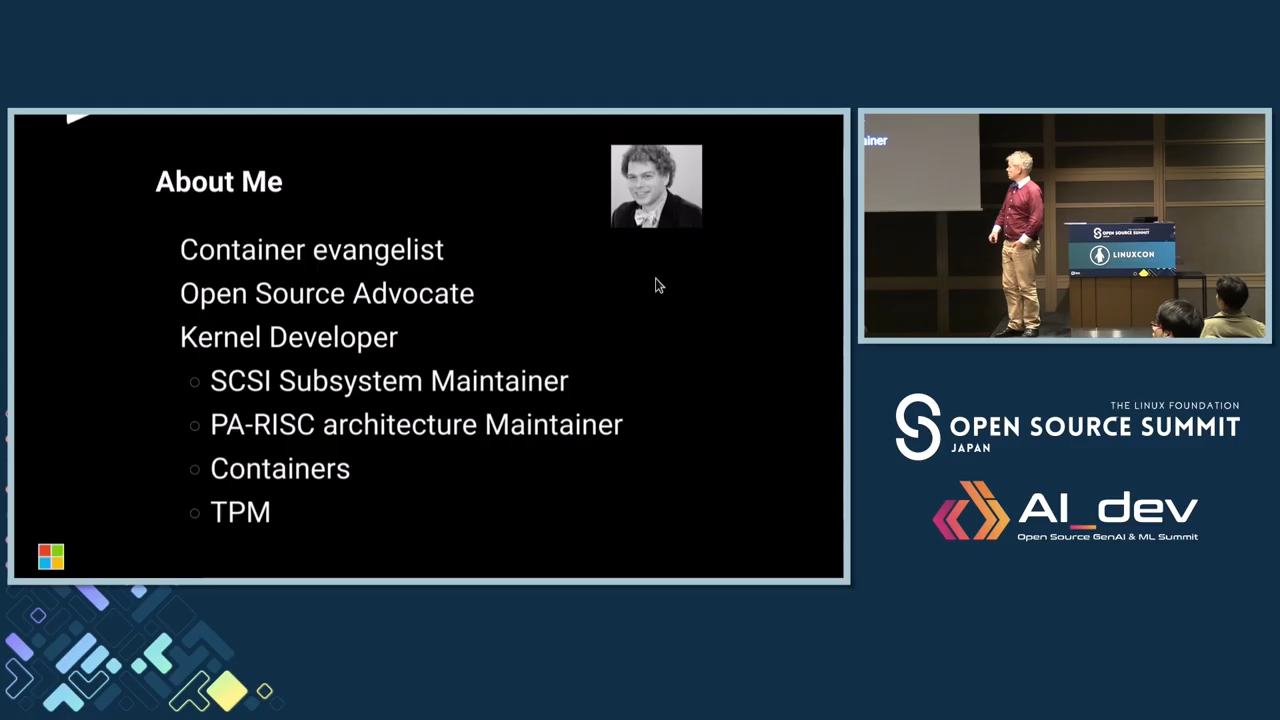 About Me
Container evangelist
Open Source Advocate
Kernel Developer
SCSI Subsystem Maintainer
PA-RISC architecture Maintainer
Containers
TPM
ainer
OPEN SOURCE SUMMIT
LINUXCON
THE LINUX FOUNDATION
OPEN SOURCE SUMMIT
JAPAN
AI_dev
Open Source GenAI & ML Summit